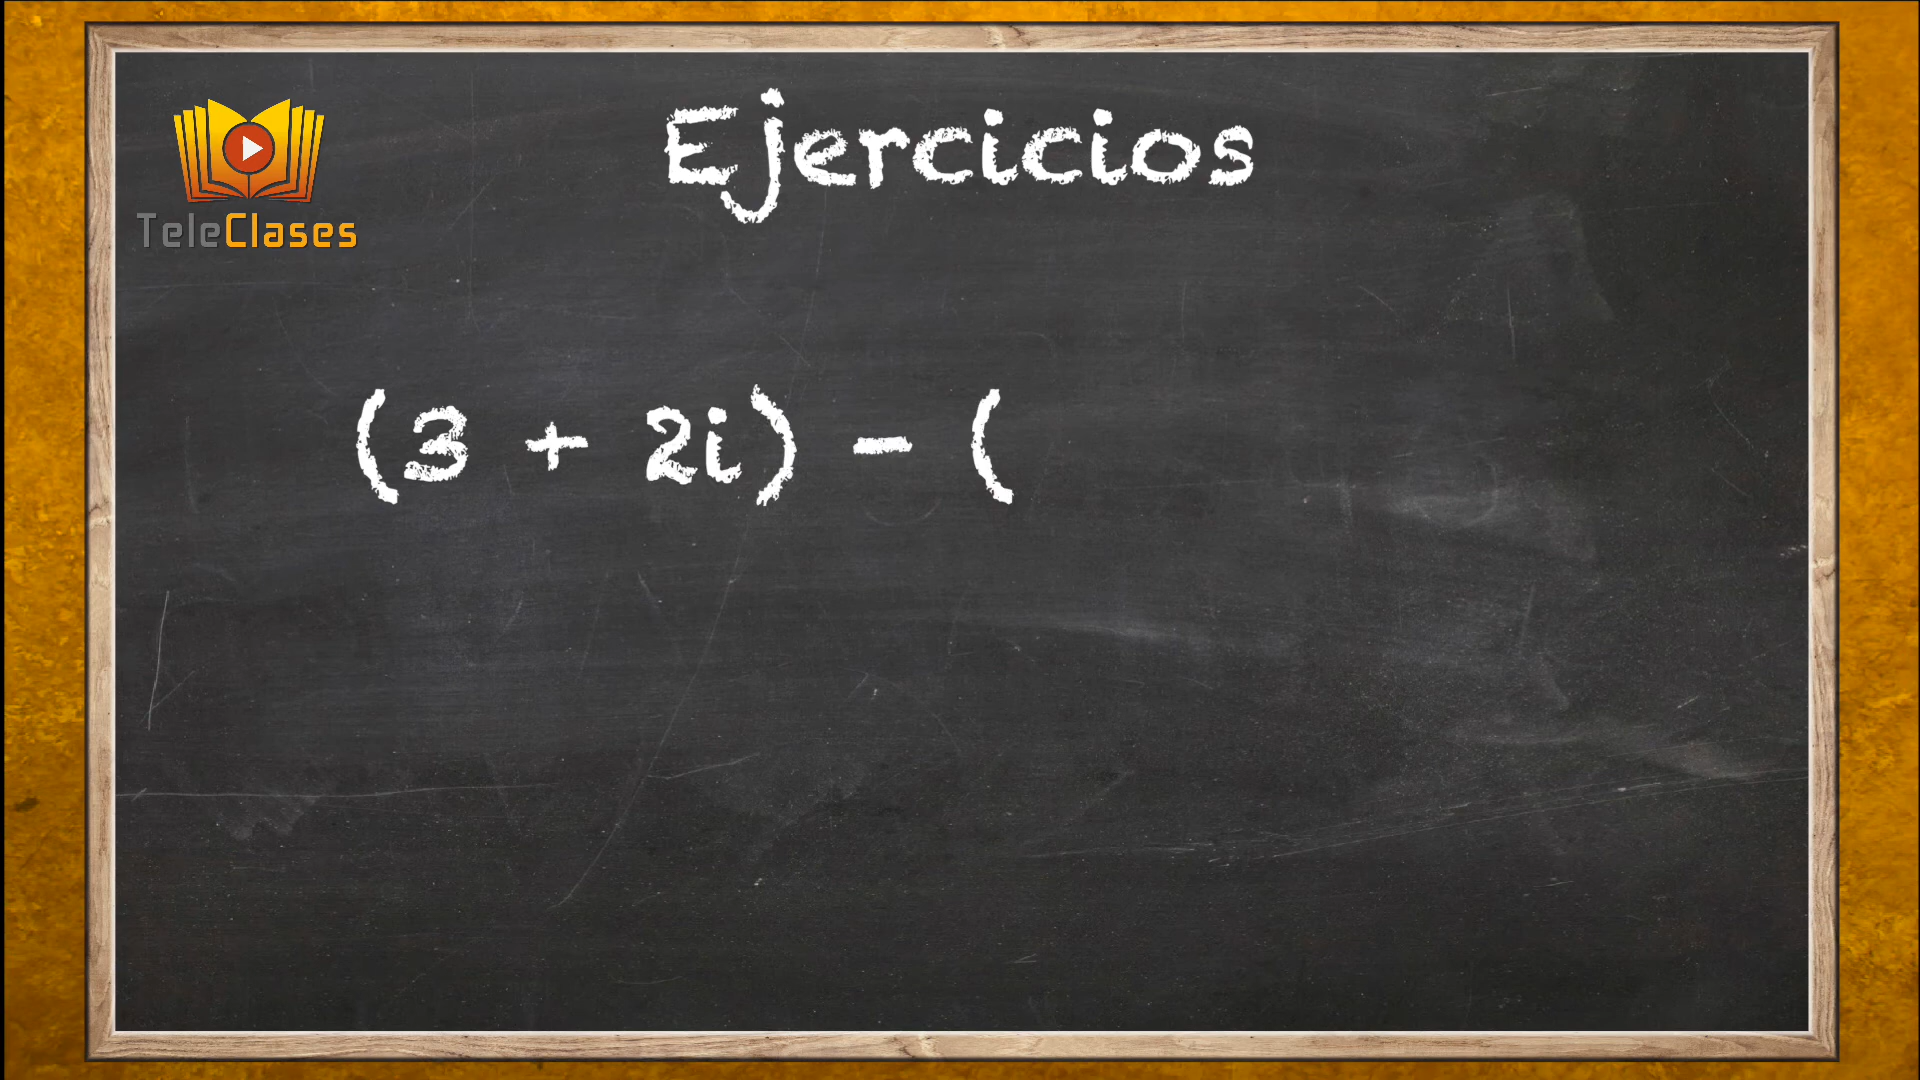 Ejercicios
TeleClases
(3 + 2i) - (